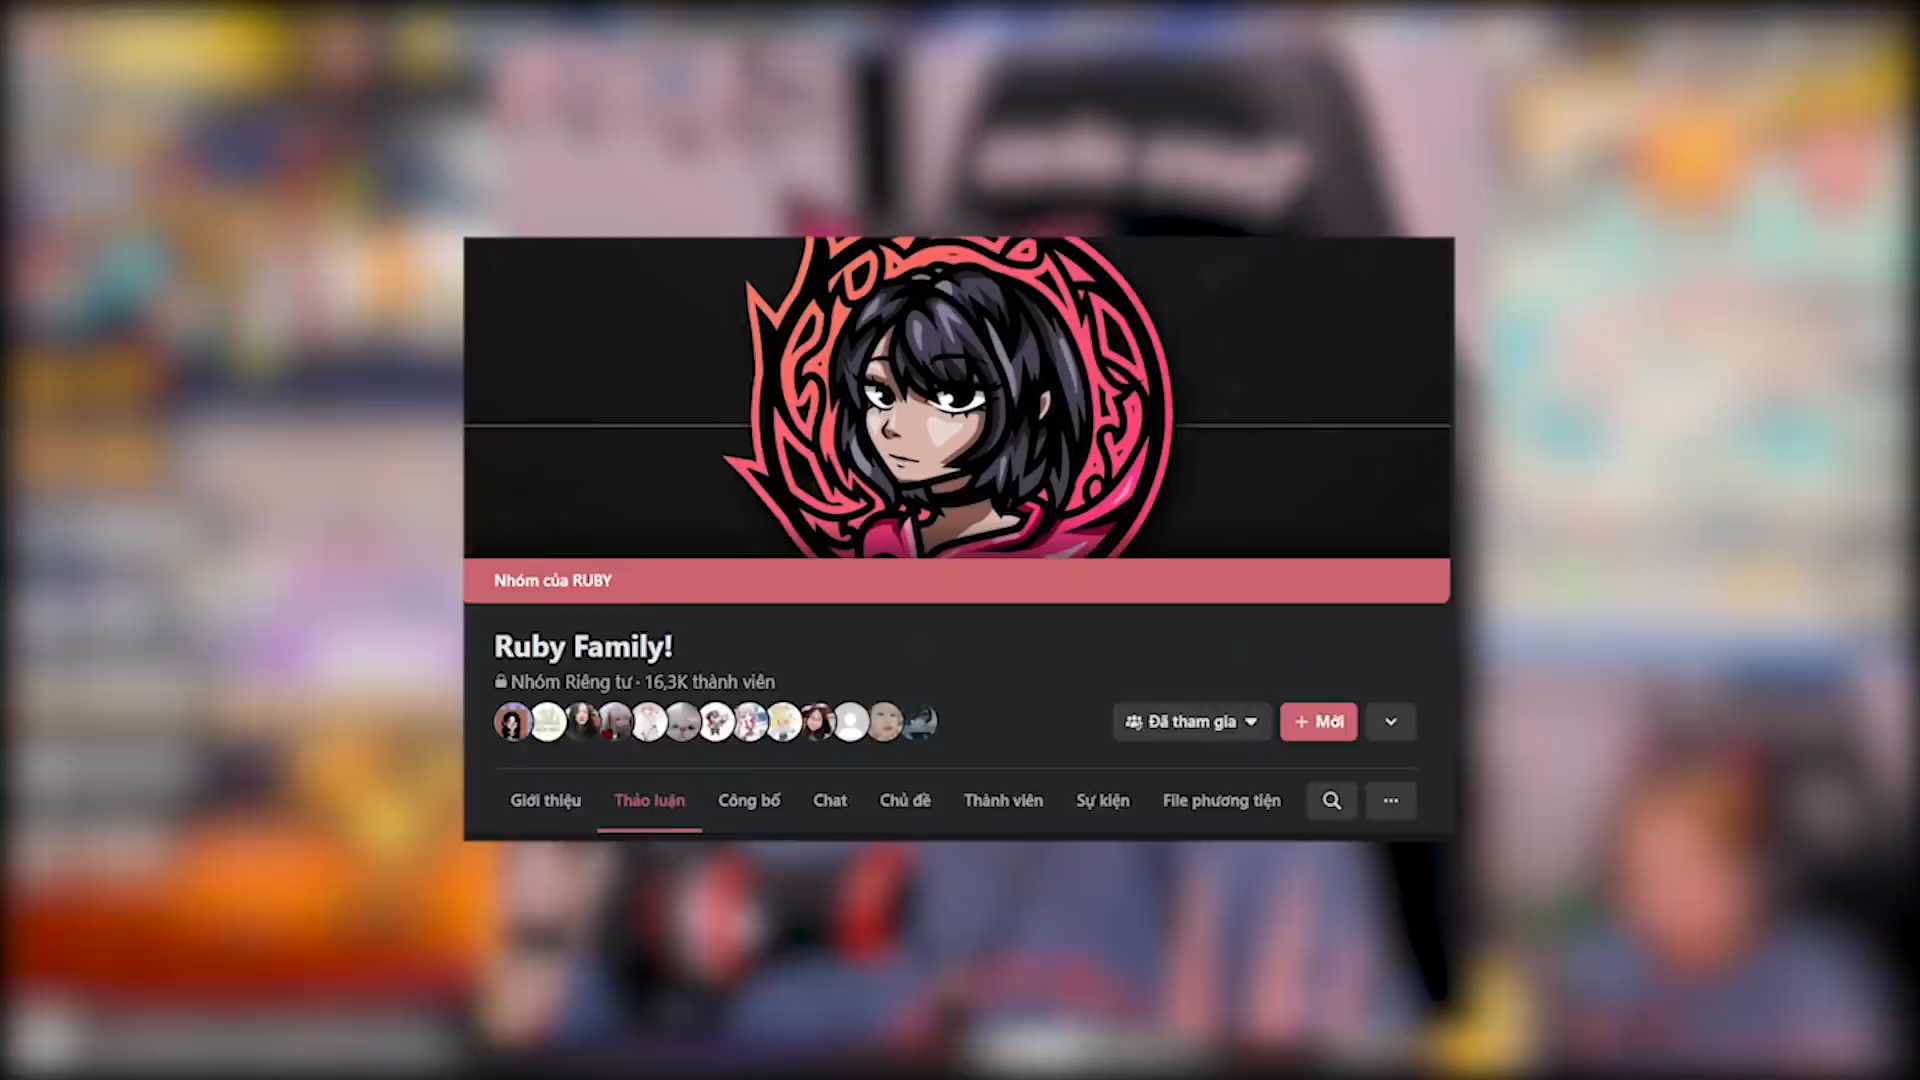 Nhóm của RUBY
Ruby Family!
Nhóm Riêng tư · 16,3K thành viên
Đã tham gia
+ Mời
Giới thiệu
Thảo luận
Công bố
Chat
Chủ đề
Thành viên
Sự kiện
File phương tiện